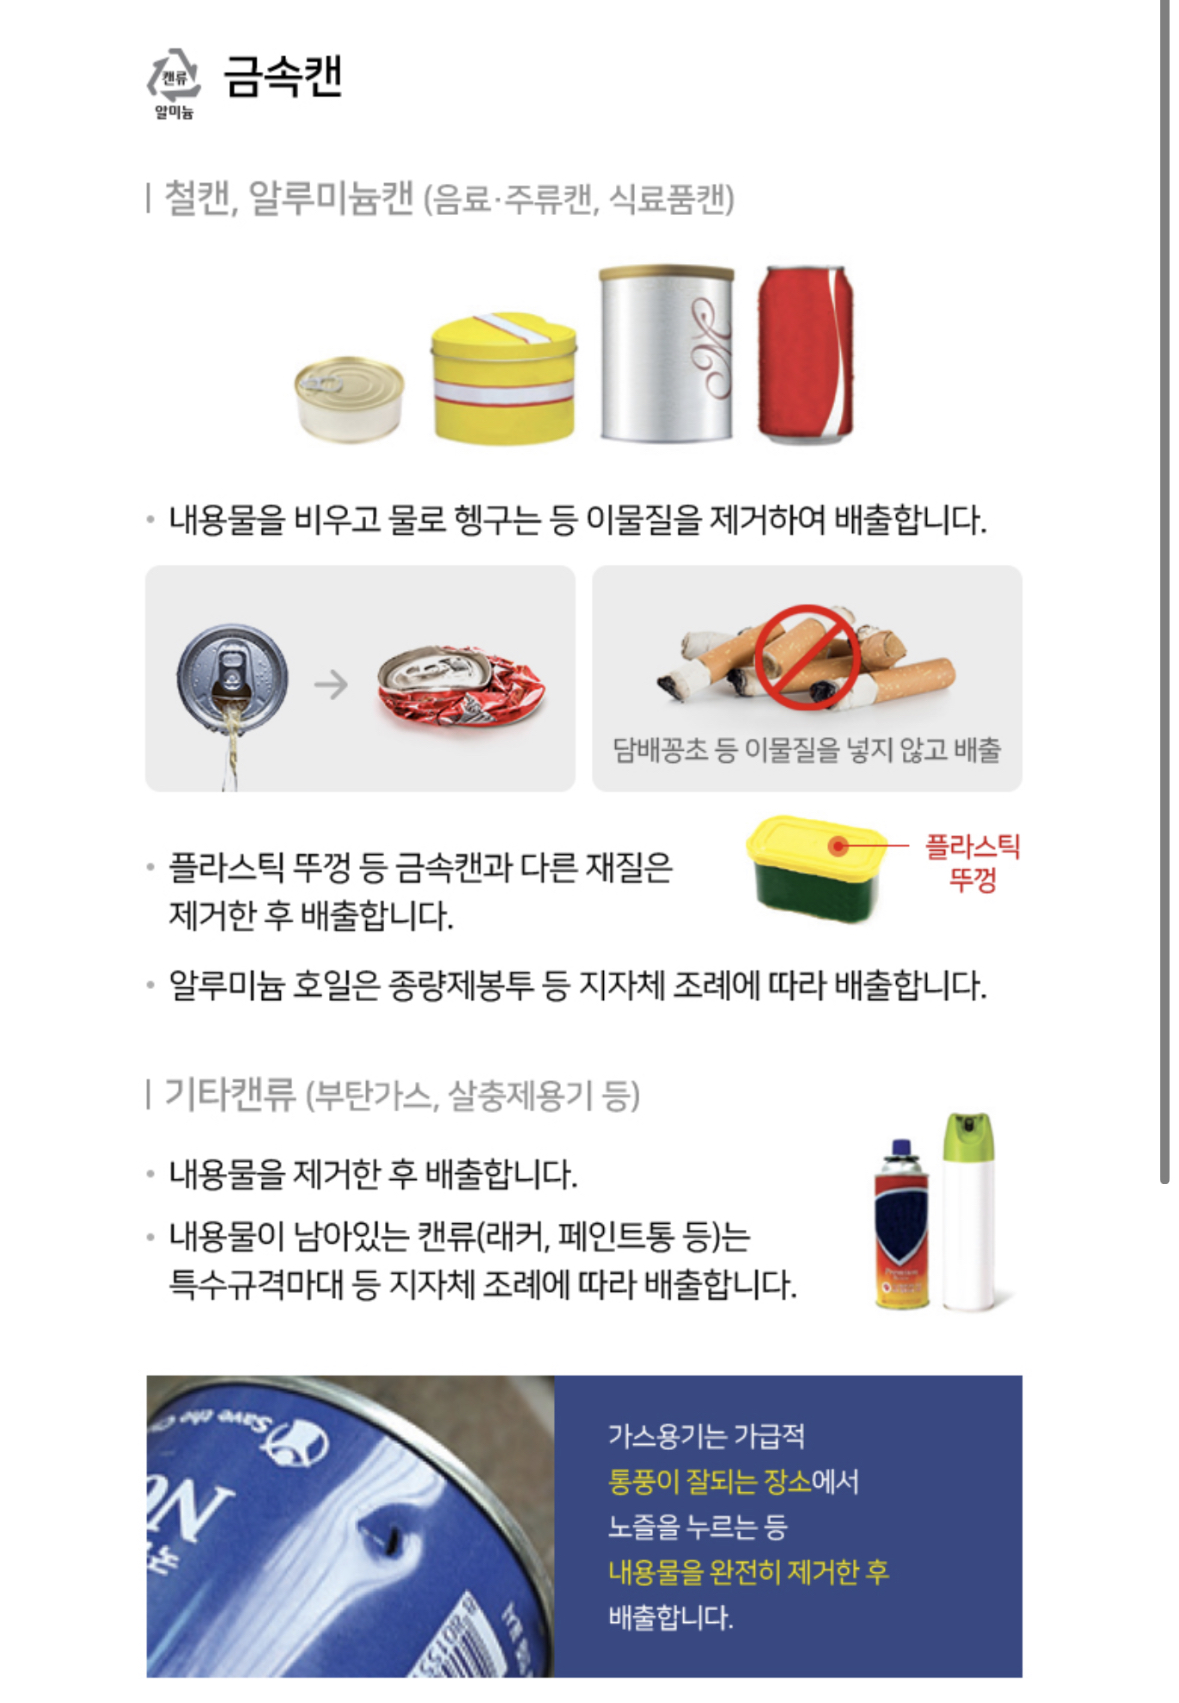 캔류
알미늄
금속캔
철캔, 알루미늄캔 (음료·주류캔, 식료품캔)
• 내용물을 비우고 물로 헹구는 등 이물질을 제거하여 배출합니다.
담배꽁초 등 이물질을 넣지 않고 배출
• 플라스틱 뚜껑 등 금속캔과 다른 재질은
제거한 후 배출합니다.
플라스틱
뚜껑
• 알루미늄 호일은 종량제봉투 등 지자체 조례에 따라 배출합니다.
기타캔류 (부탄가스, 살충제용기 등)
• 내용물을 제거한 후 배출합니다.
• 내용물이 남아있는 캔류(래커, 페인트통 등)는
특수규격마대 등 지자체 조례에 따라 배출합니다.
Save the
가스용기는 가급적
통풍이 잘되는 장소에서
노즐을 누르는 등
내용물을 완전히 제거한 후
배출합니다.